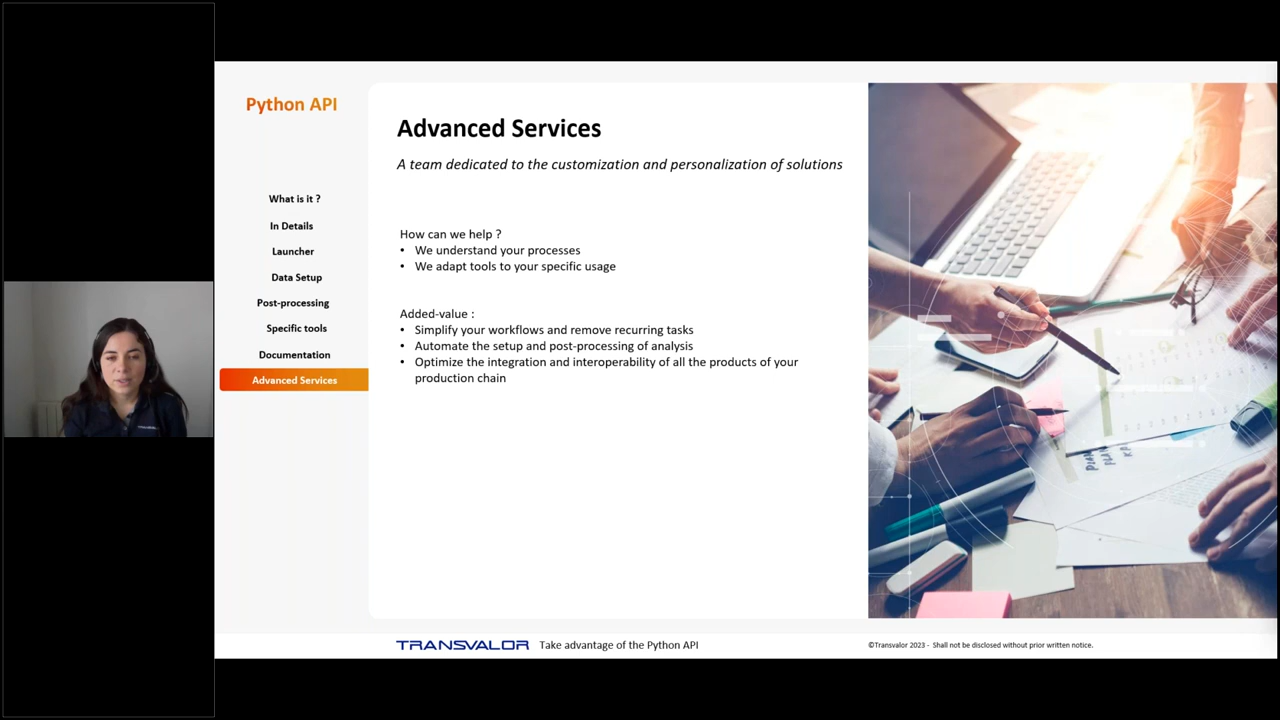 Python API
What is it ?
In Details
Launcher
Data Setup
Post-processing
Specific tools
Documentation
Advanced Services
Advanced Services
A team dedicated to the customization and personalization of solutions
How can we help ?
• We understand your processes
• We adapt tools to your specific usage
Added-value :
• Simplify your workflows and remove recurring tasks
• Automate the setup and post-processing of analysis
• Optimize the integration and interoperability of all the products of your
production chain
TRANSVALOR
Take advantage of the Python API
©Transvalor 2023 - Shall not be disclosed without prior written notice.